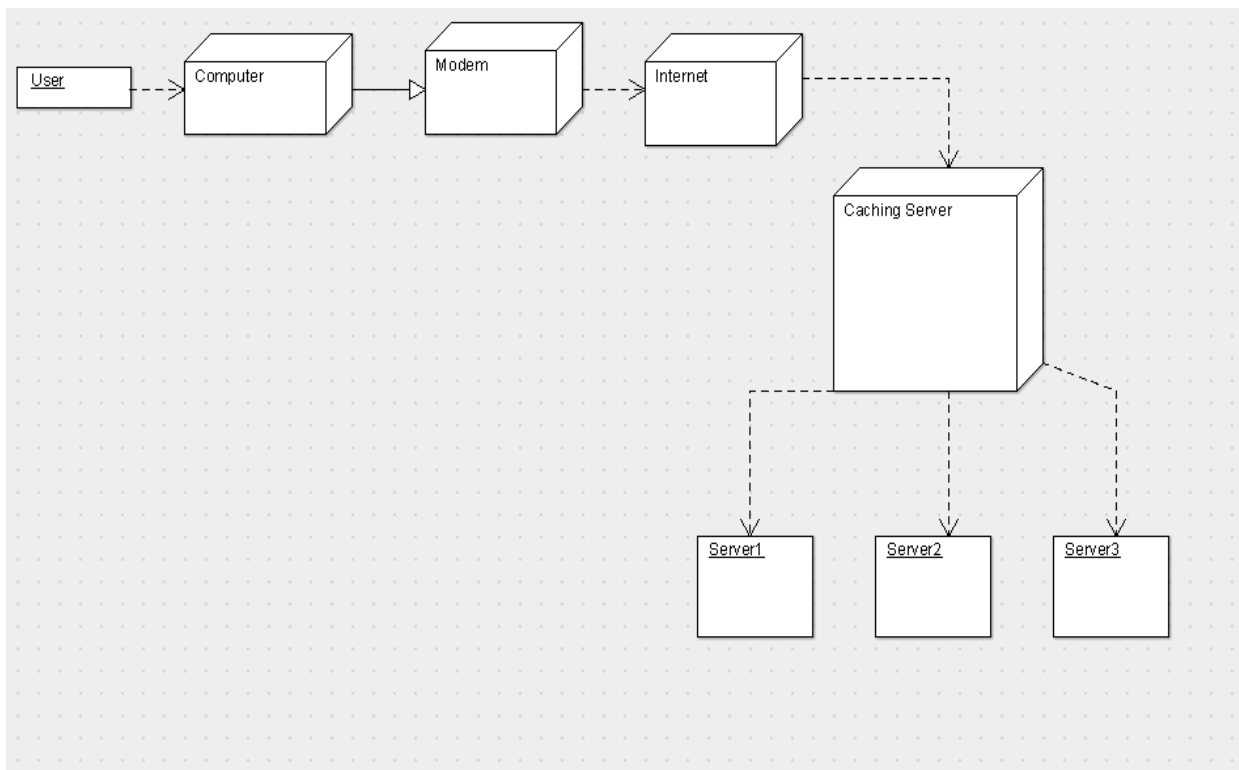 User
Computer
Modem
Internet
Caching Server
Server1
Server2
Server3